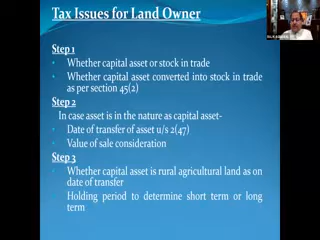 Tax Issues for Land Owner
Step 1
• Whether capital asset or stock in trade
• Whether capital asset converted into stock in trade
as per section 45(2)
Step 2
In case asset is in the nature as capital asset-
• Date of transfer of asset u/s 2(47)
• Value of sale consideration
Step 3
• Whether capital asset is rural agricultural land as on
date of transfer
Holding period to determine short term or long
term